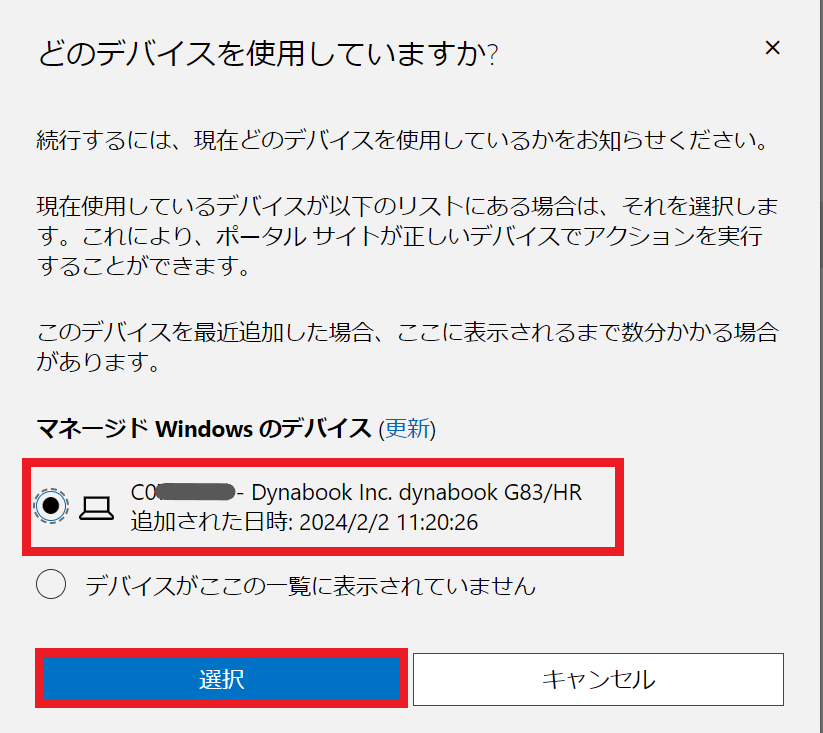 どのデバイスを使用していますか?
続行するには、現在どのデバイスを使用しているかをお知らせください。
現在使用しているデバイスが以下のリストにある場合は、それを選択しま
す。これにより、ポータル サイトが正しいデバイスでアクションを実行
することができます。
このデバイスを最近追加した場合、ここに表示されるまで数分かかる場合
があります。
マネージド Windows のデバイス (更新)
C0 - Dynabook Inc. dynabook G83/HR
追加された日時: 2024/2/2 11:20:26
デバイスがここの一覧に表示されていません
選択
キャンセル